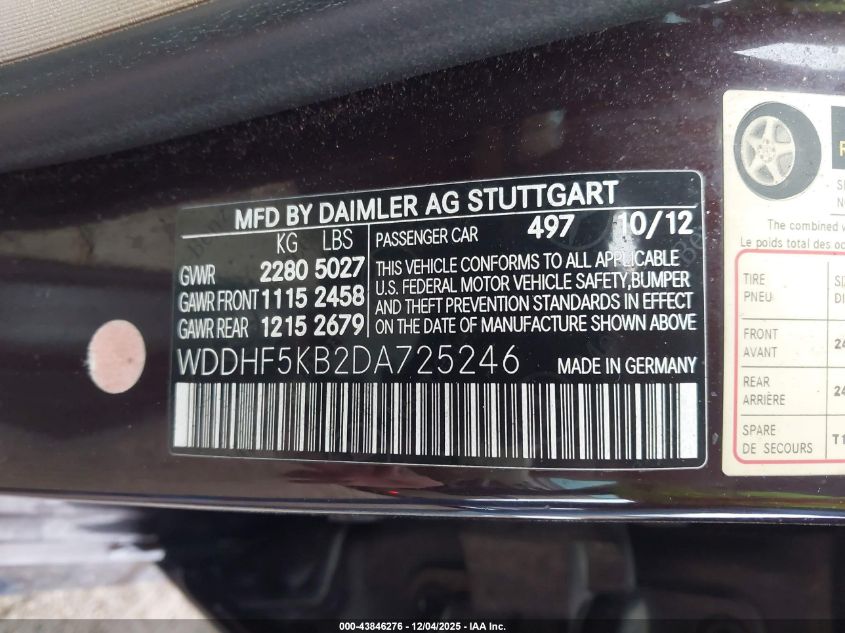 MFD BY DAIMLER AG STUTTGART
KG LBS
GVWR 2280 5027
GAWR FRONT 1115 2458
GAWR REAR 1215 2679
PASSENGER CAR 497 10/12
THIS VEHICLE CONFORMS TO ALL APPLICABLE
U.S. FEDERAL MOTOR VEHICLE SAFETY, BUMPER
AND THEFT PREVENTION STANDARDS IN EFFECT
ON THE DATE OF MANUFACTURE SHOWN ABOVE
WDDHF5KB2DA725246
MADE IN GERMANY
The combined
Le poids total des
TIRE
PNEU
FRONT
AVANT
REAR
ARRIÈRE
SPARE
DE SECOURS
000-43846276 - 12/04/2025 - IAA Inc.